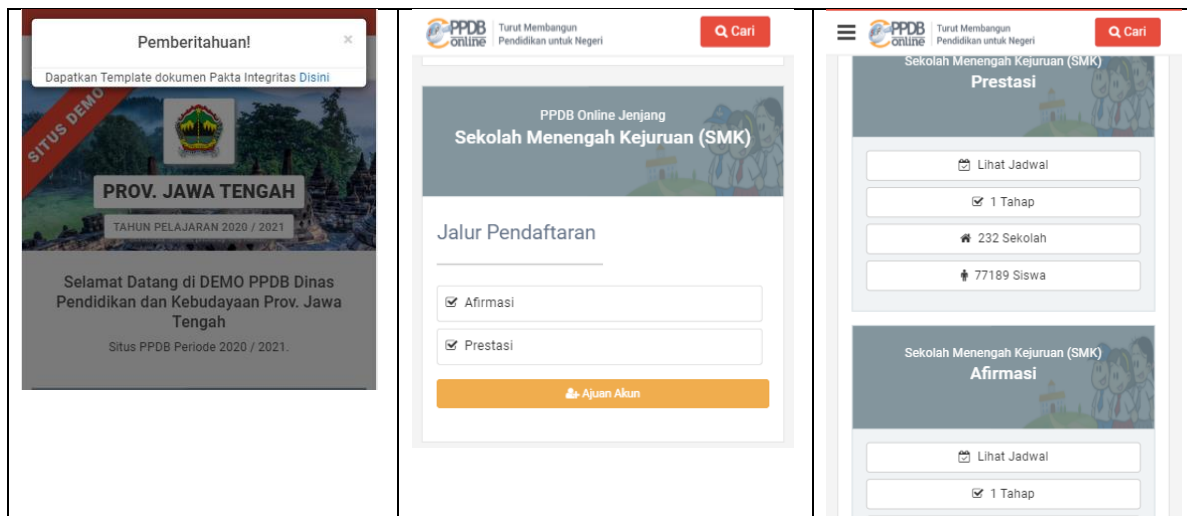 Pemberitahuan! ×
Dapatkan Template dokumen Pakta Integritas Disini
SITUS DEMO
PROV. JAWA TENGAH
TAHUN PELAJARAN 2020 / 2021
Selamat Datang di DEMO PPDB Dinas
Pendidikan dan Kebudayaan Prov. Jawa
Tengah
Situs PPDB Periode 2020 / 2021.
PPDB
online
Turut Membangun
Pendidikan untuk Negeri
Cari
PPDB Online Jenjang
Sekolah Menengah Kejuruan (SMK)
Jalur Pendaftaran
Afirmasi
Prestasi
Ajuan Akun
PPDB
online
Turut Membangun
Pendidikan untuk Negeri
Cari
Sekolah Menengah Kejuruan (SMK)
Prestasi
Lihat Jadwal
1 Tahap
232 Sekolah
77189 Siswa
Sekolah Menengah Kejuruan (SMK)
Afirmasi
Lihat Jadwal
1 Tahap